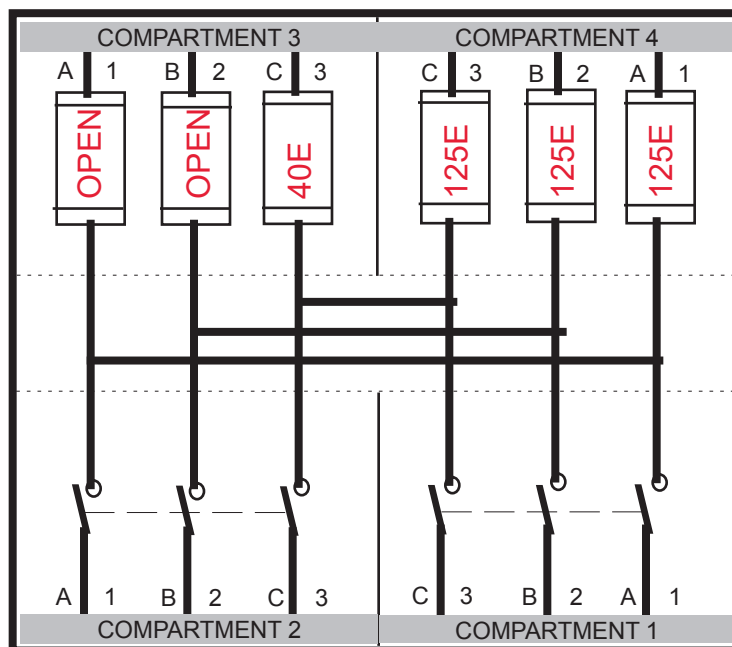 COMPARTMENT 3 COMPARTMENT 4
A 1 B 2 C 3 C 3 B 2 A 1
OPEN OPEN 40E 125E 125E 125E
A 1 B 2 C 3 C 3 B 2 A 1
COMPARTMENT 2 COMPARTMENT 1